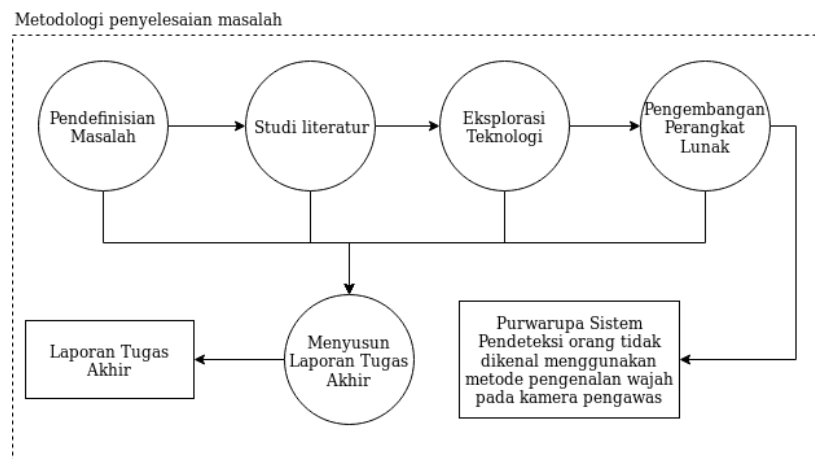 Metodologi penyelesaian masalah
Pendefinisian
Masalah
Studi literatur
Eksplorasi
Teknologi
Pengembangan
Perangkat
Lunak
Laporan Tugas
Akhir
Menyusun
Laporan Tugas
Akhir
Purwarupa Sistem
Pendeteksi orang tidak
dikenal menggunakan
metode pengenalan wajah
pada kamera pengawas